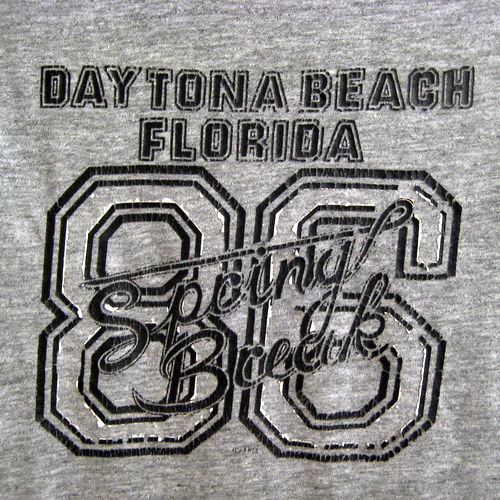 DAYTONA BEACH
FLORIDA
86
Spring
Break